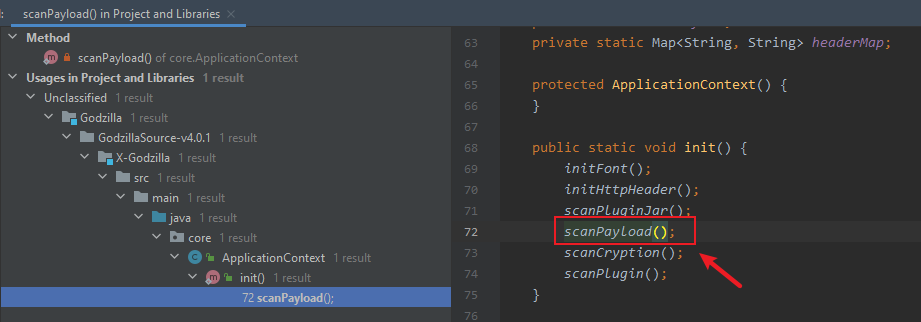 scanPayload() in Project and Libraries
Method
scanPayload() of core.ApplicationContext
Usages in Project and Libraries 1 result
Unclassified 1 result
Godzilla 1 result
GodzillaSource-v4.0.1 1 result
X-Godzilla 1 result
src 1 result
main 1 result
java 1 result
core 1 result
ApplicationContext 1 result
init() 1 result
72 scanPayload();
63 private static Map<String, String> headerMap;
64
65 protected ApplicationContext() {
66 }
67
68 public static void init() {
69 initFont();
70 initHttpHeader();
71 scanPluginJar();
72 scanPayload();
73 scanCryption();
74 scanPlugin();
75 }
76